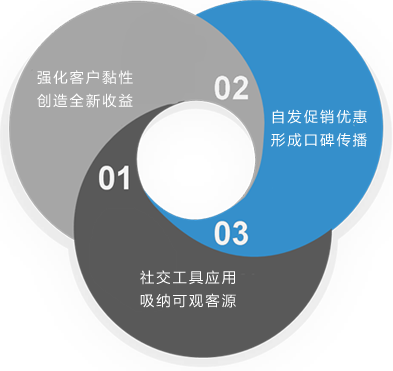 强化客户黏性
创造全新收益
02
自发促销优惠
形成口碑传播
01
03
社交工具应用
吸纳可观客源